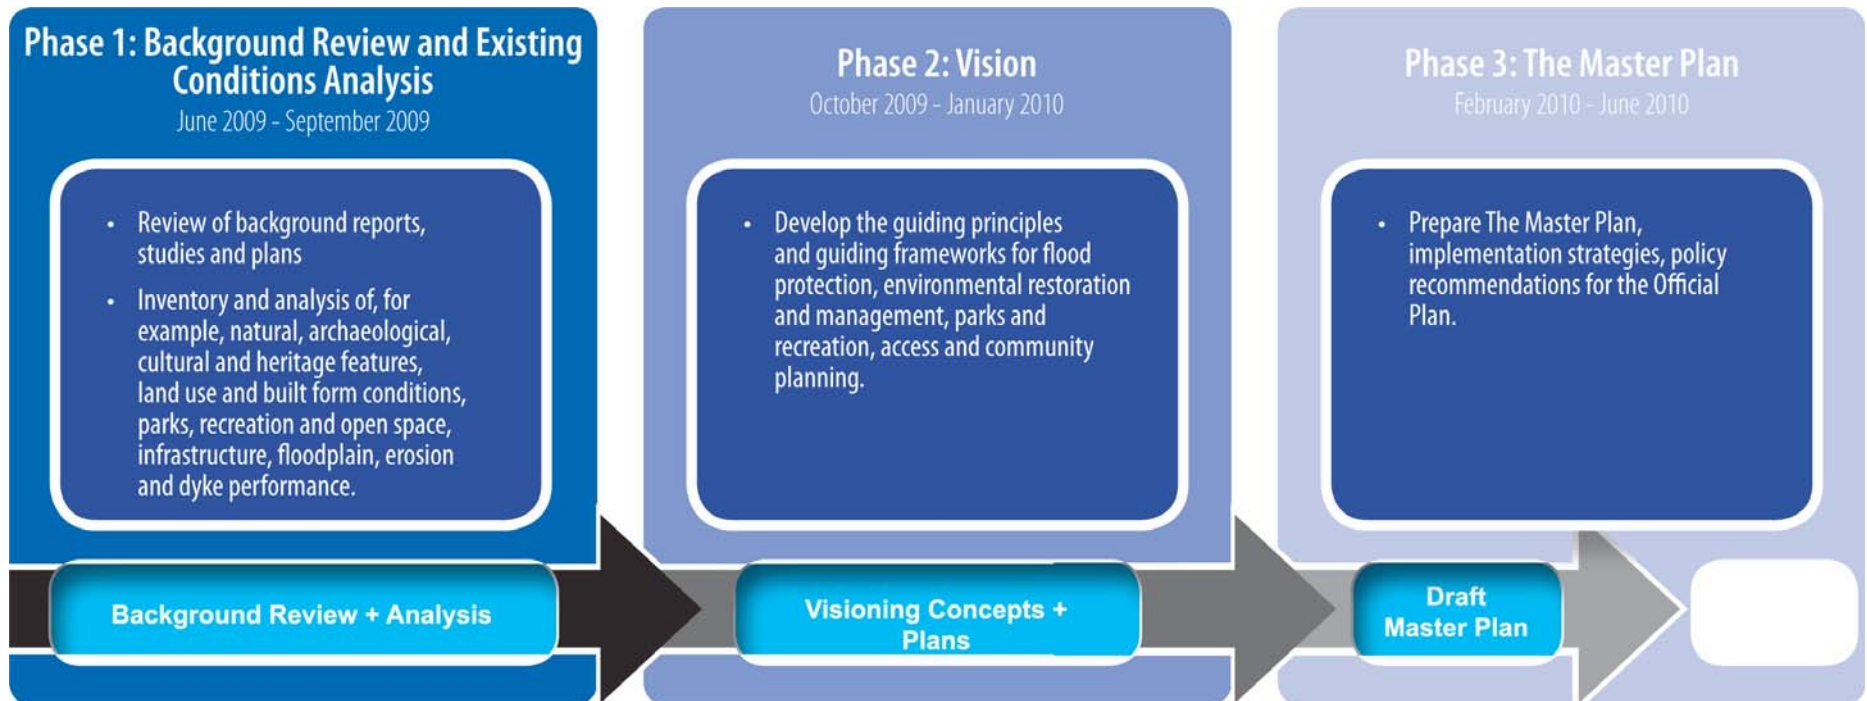 Phase 1: Background Review and Existing
Conditions Analysis
June 2009 - September 2009
• Review of background reports,
studies and plans
• Inventory and analysis of, for
example, natural, archaeological,
cultural and heritage features,
land use and built form conditions,
parks, recreation and open space,
infrastructure, floodplain, erosion
and dyke performance.
Background Review + Analysis
Phase 2: Vision
October 2009 - January 2010
• Develop the guiding principles
and guiding frameworks for flood
protection, environmental restoration
and management, parks and
recreation, access and community
planning.
Visioning Concepts +
Plans
Phase 3: The Master Plan
February 2010 - June 2010
• Prepare The Master Plan,
implementation strategies, policy
recommendations for the Official
Plan.
Draft
Master Plan